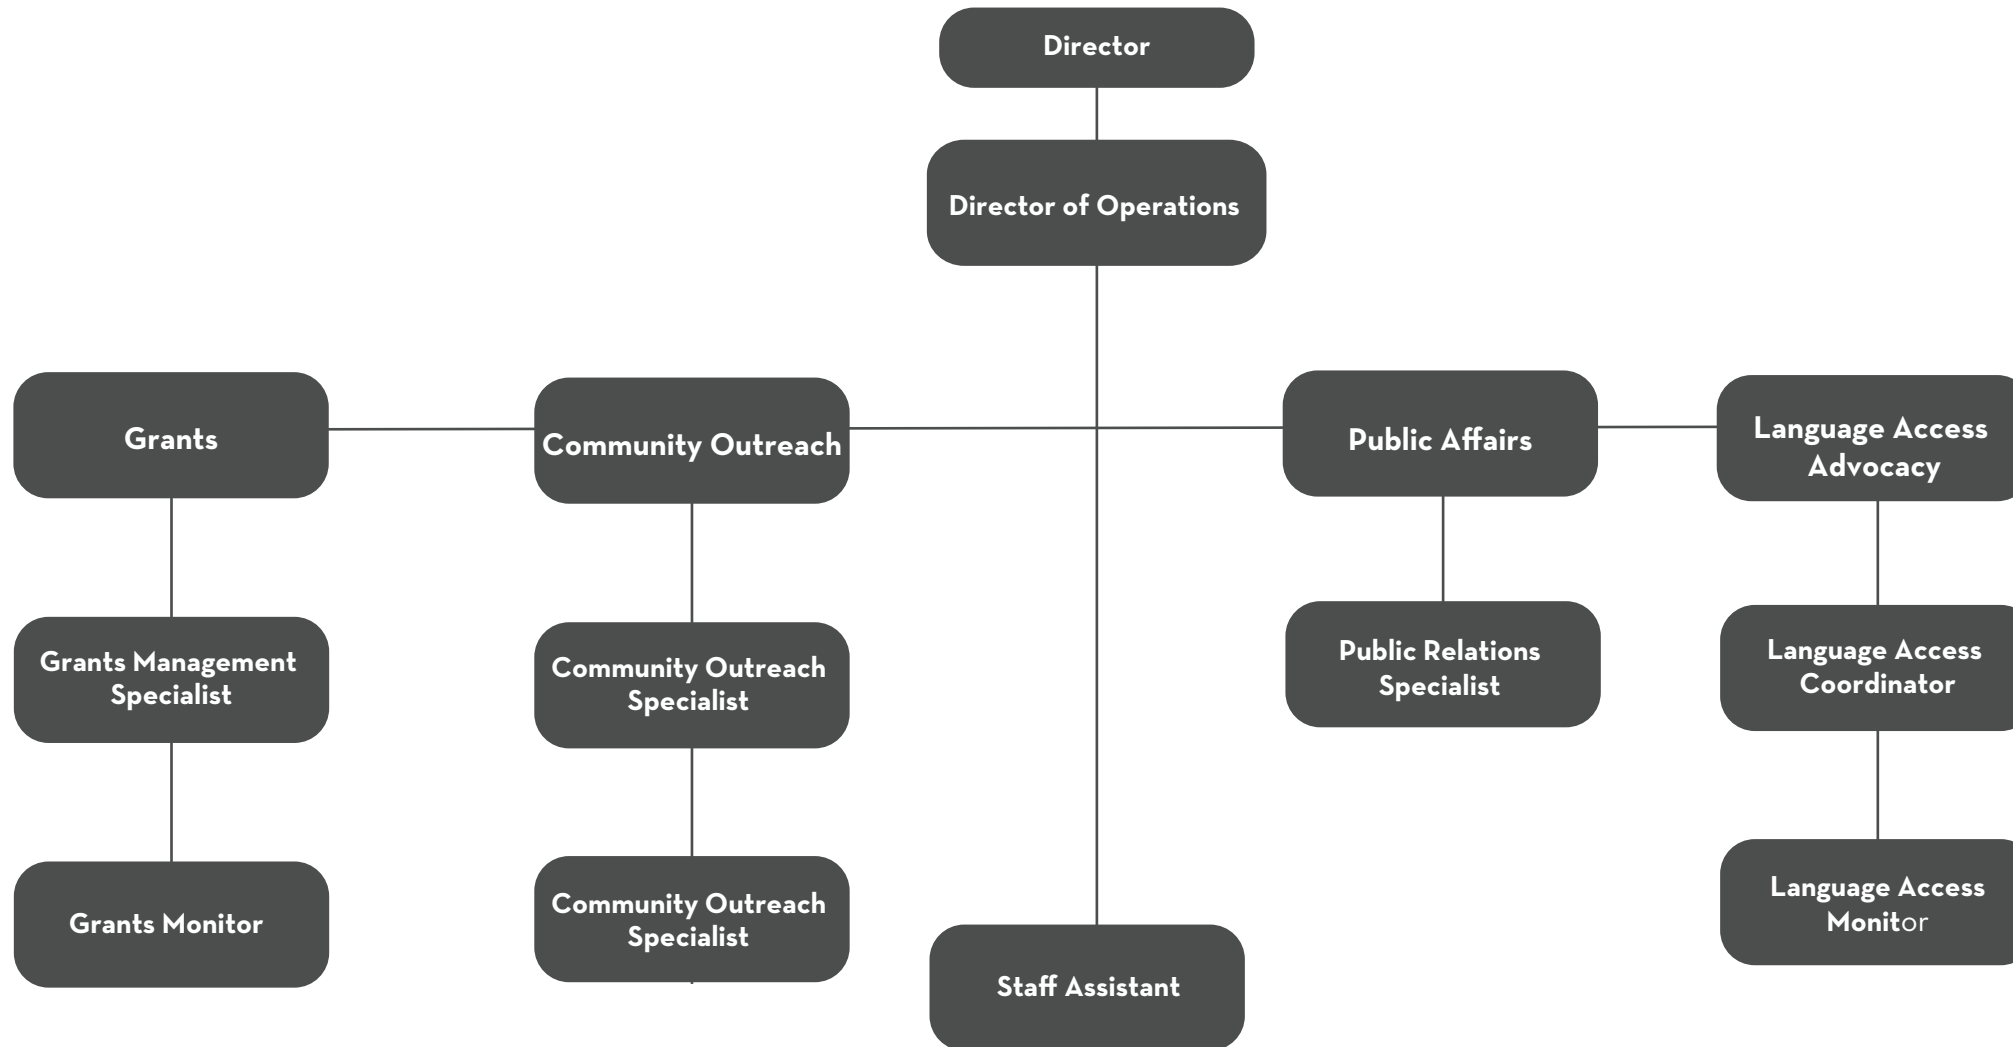 Director
Director of Operations
Grants
Community Outreach
Public Affairs
Language Access
Advocacy
Grants Management
Specialist
Community Outreach
Specialist
Public Relations
Specialist
Language Access
Coordinator
Grants Monitor
Community Outreach
Specialist
Staff Assistant
Language Access
Monitor